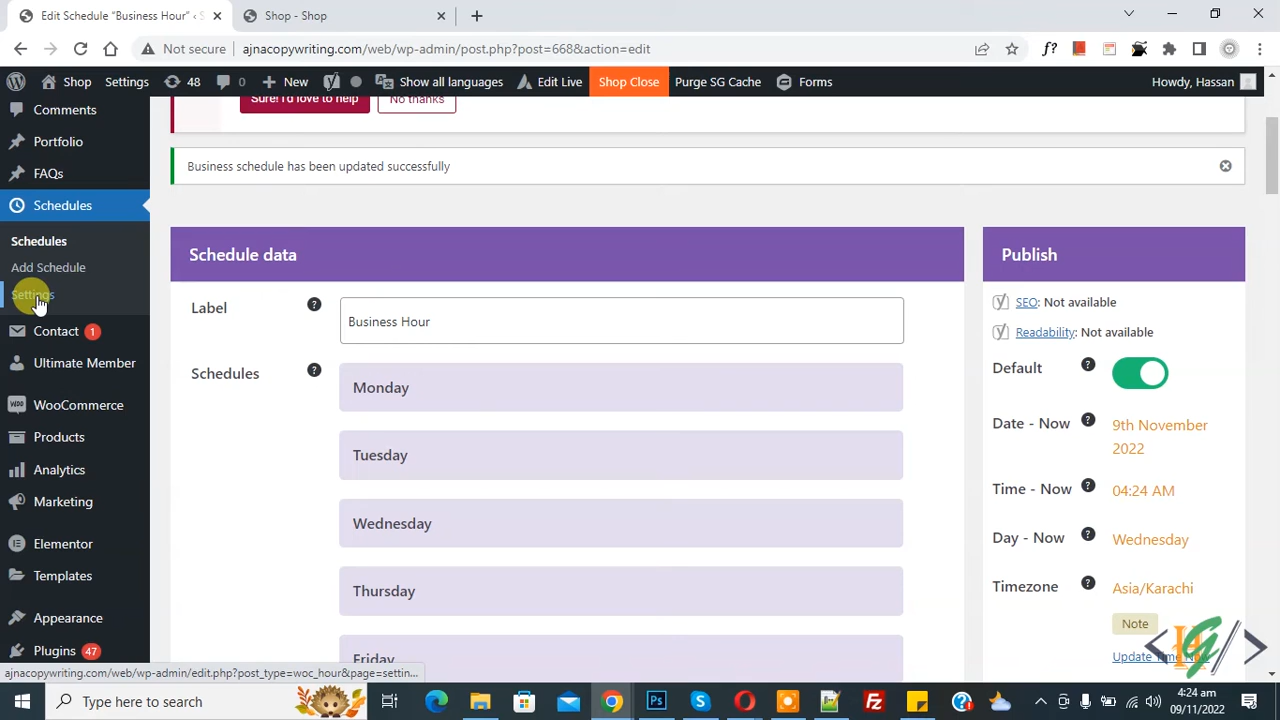 Edit Schedule "Business Hour" ‹ S
Shop - Shop
Not secure
ajnacopywriting.com/web/wp-admin/post.php?post=668&action=edit
Shop
Settings
48
0
New
Show all languages
Edit Live
Shop Close
Purge SG Cache
Forms
Howdy, Hassan
Comments
Portfolio
FAQs
Schedules
Schedules
Add Schedule
Settings
Contact 1
Ultimate Member
WooCommerce
Products
Analytics
Marketing
Elementor
Templates
Appearance
Plugins 47
Sure! I'd love to help
No thanks
Business schedule has been updated successfully
Schedule data
Label
Business Hour
Schedules
Monday
Tuesday
Wednesday
Thursday
Friday
Publish
SEO: Not available
Readability: Not available
Default
Date - Now
9th November
2022
Time - Now
04:24 AM
Day - Now
Wednesday
Timezone
Asia/Karachi
Note
Update Time
ajnacopywriting.com/web/wp-admin/edit.php?post_type=woc_hour&page=settin...
Type here to search
4:24 am
09/11/2022